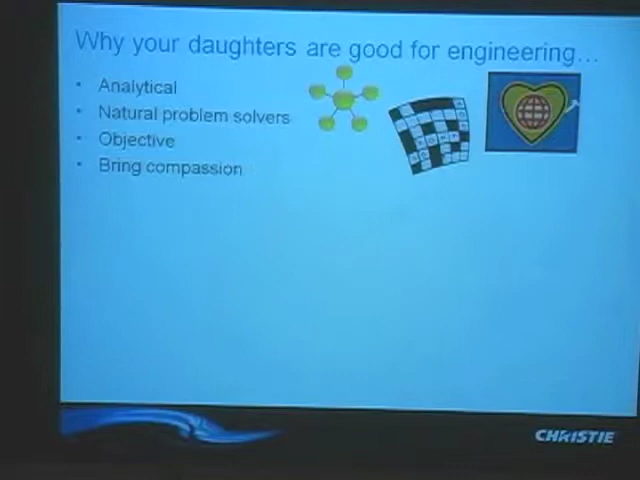 Why your daughters are good for engineering…
• Analytical
• Natural problem solvers
• Objective
• Bring compassion
CHRISTIE